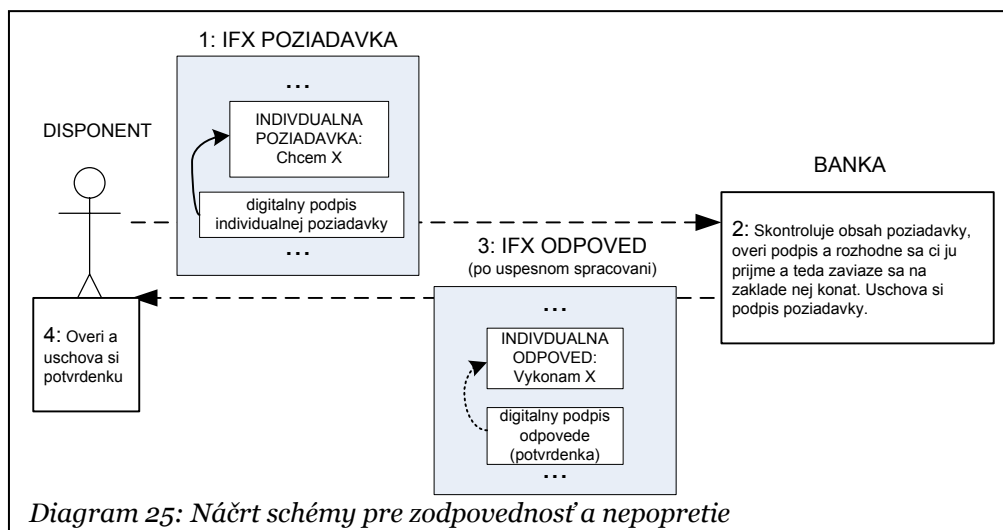 1: IFX POZIADAVKA
...
INDIVDUALNA
POZIADAVKA:
Chcem X
digitalny podpis
individualnej poziadavky
...
DISPONENT
BANKA
2: Skontroluje obsah poziadavky,
overi podpis a rozhodne sa ci ju
prijme a teda zaviaze sa na
zaklade nej konat. Uschova si
podpis poziadavky.
3: IFX ODPOVED
(po uspesnom spracovani)
...
INDIVDUALNA
ODPOVED:
Vykonam X
digitalny podpis
odpovede
(potvrdenka)
...
4: Overi a
uschova si
potvrdenku
Diagram 25: Náčrt schémy pre zodpovednosť a nepopretie